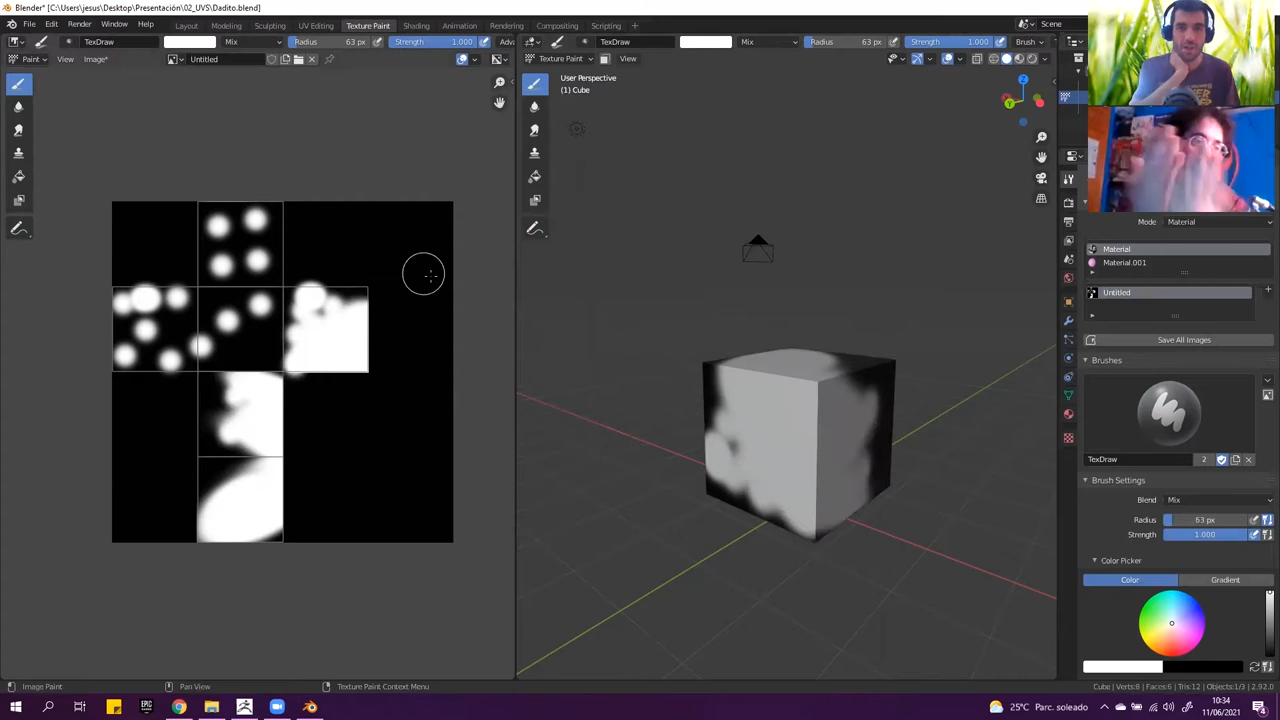 Blender* [C:\Users\jesus\Desktop\Presentación\02_UVS\Dadito.blend]
File Edit Render Window Help Layout Modeling Sculpting UV Editing Texture Paint Shading Animation Rendering Compositing Scripting + Scene
TexDraw Mix Radius 63 px Strength 1.000 Adv TexDraw Mix Radius 63 px Strength 1.000 Brush
Paint View Image* Untitled Texture Paint View
User Perspective
(1) Cube
Z
Y
Mode Material
Material
Material.001
Untitled
Save All Images
Brushes
TexDraw 2
Brush Settings
Blend Mix
Radius 63 px
Strength 1.000
Color Picker
Color Gradient
Image Paint Pan View Texture Paint Context Menu Cube | Verts:8 | Faces:6 | Tris:12 | Objects:1/3 | 2.92.0
EPIC
25°C Parc. soleado
10:34
11/06/2021
4